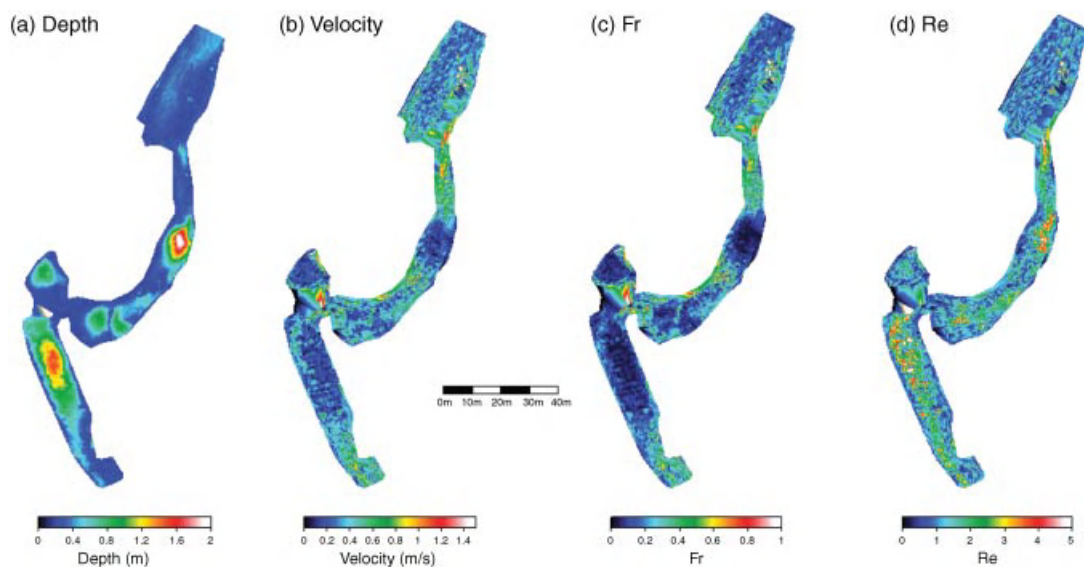 (a) Depth (b) Velocity (c) Fr (d) Re
0m 10m 20m 30m 40m
0 0.4 0.8 1.2 1.6 2
Depth (m)
0 0.2 0.4 0.6 0.8 1 1.2 1.4
Velocity (m/s)
0 0.2 0.4 0.6 0.8 1
Fr
0 1 2 3 4 5
Re